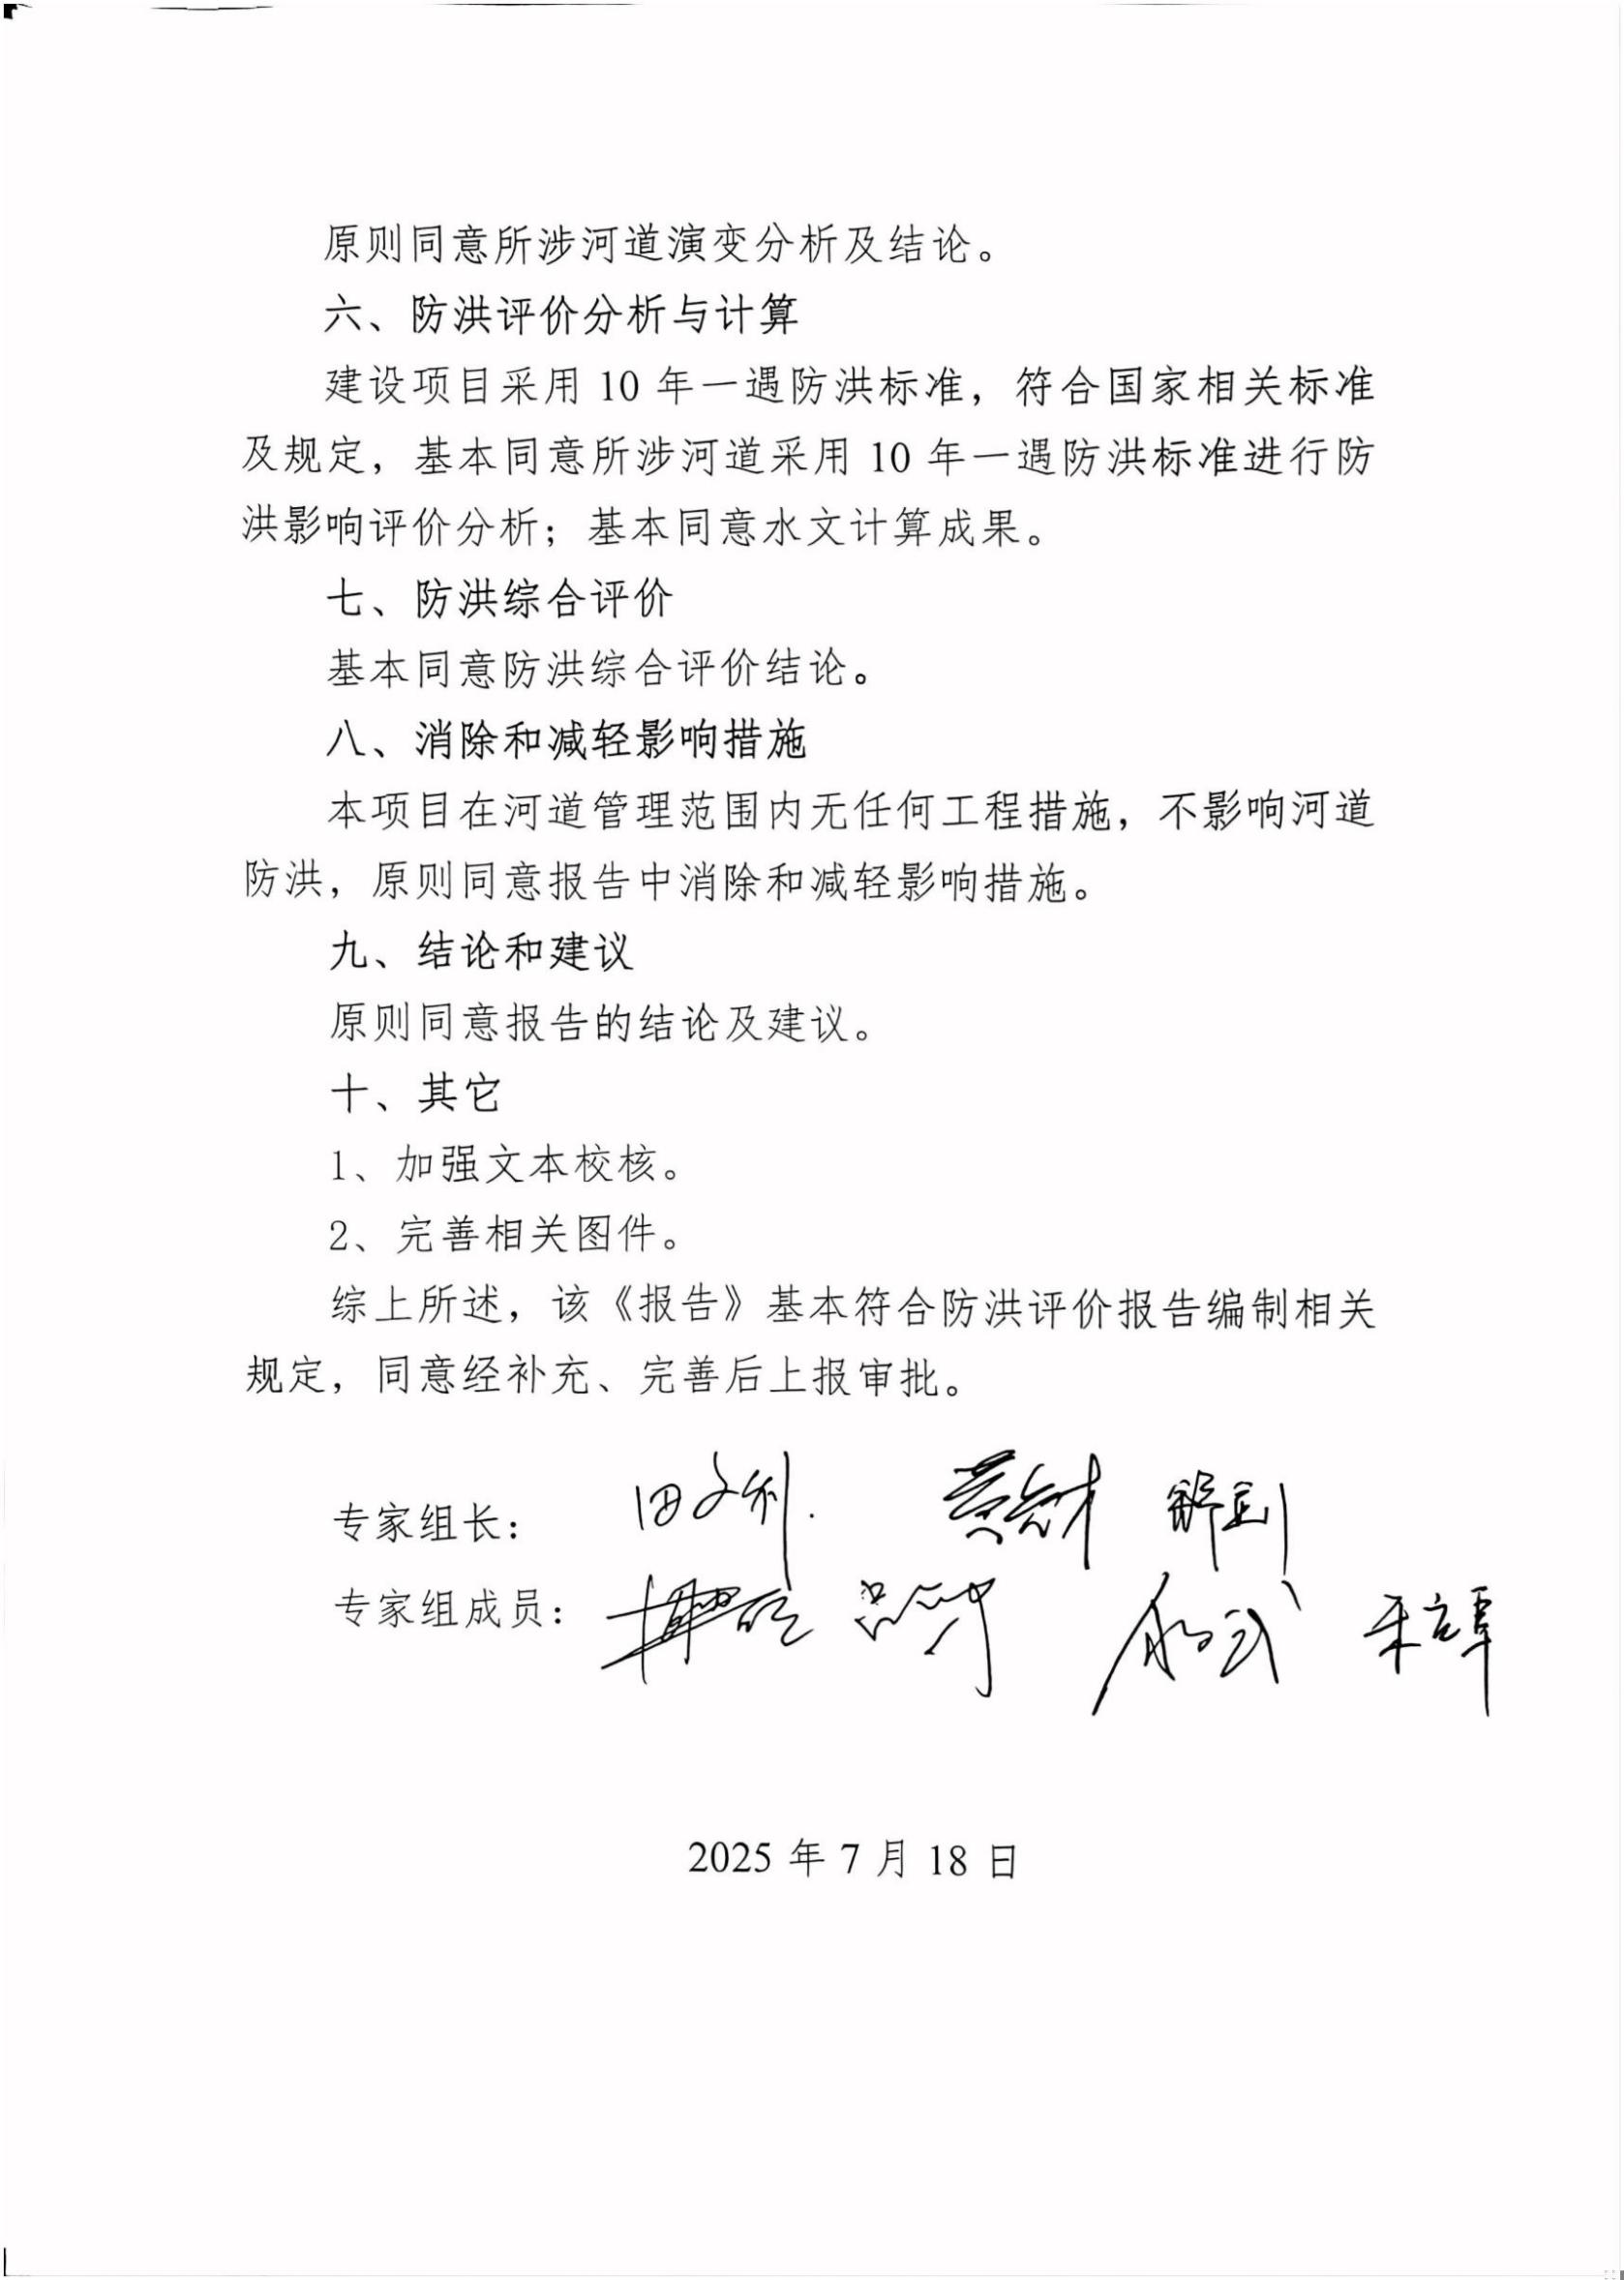 原则同意所涉河道演变分析及结论。
六、防洪评价分析与计算
建设项目采用 10 年一遇防洪标准，符合国家相关标准
及规定，基本同意所涉河道采用 10 年一遇防洪标准进行防
洪影响评价分析；基本同意水文计算成果。
七、防洪综合评价
基本同意防洪综合评价结论。
八、消除和减轻影响措施
本项目在河道管理范围内无任何工程措施，不影响河道
防洪，原则同意报告中消除和减轻影响措施。
九、结论和建议
原则同意报告的结论及建议。
十、其它
1、加强文本校核。
2、完善相关图件。
综上所述，该《报告》基本符合防洪评价报告编制相关
规定，同意经补充、完善后上报审批。
专家组长：田文利
专家组成员：
2025 年 7 月 18 日